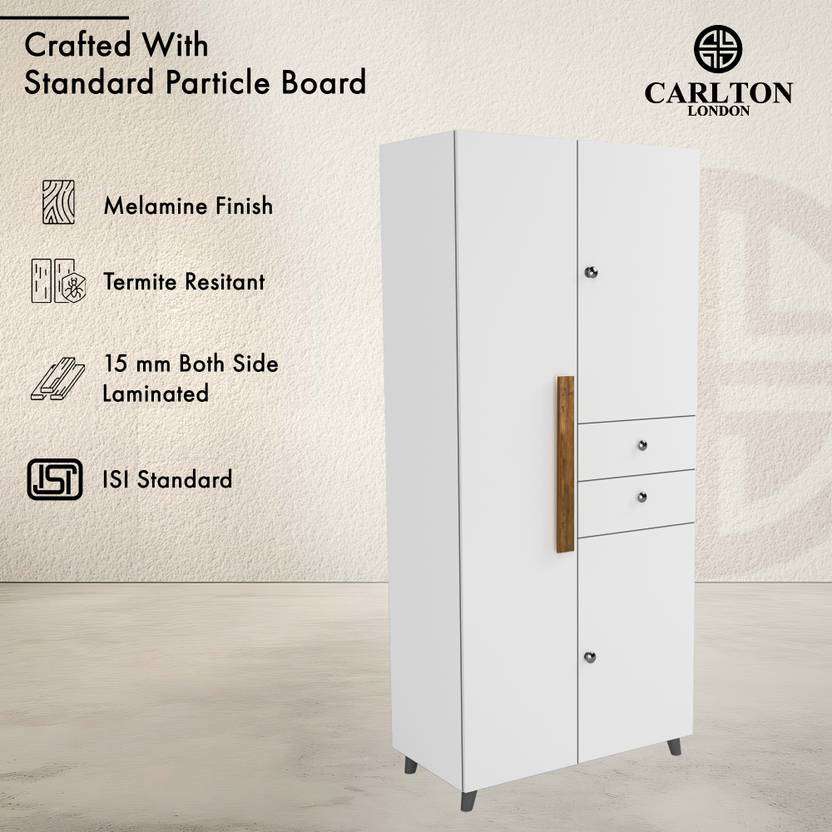 Crafted With
Standard Particle Board
CARLTON
LONDON
Melamine Finish
Termite Resitant
15 mm Both Side
Laminated
ISI
ISI Standard